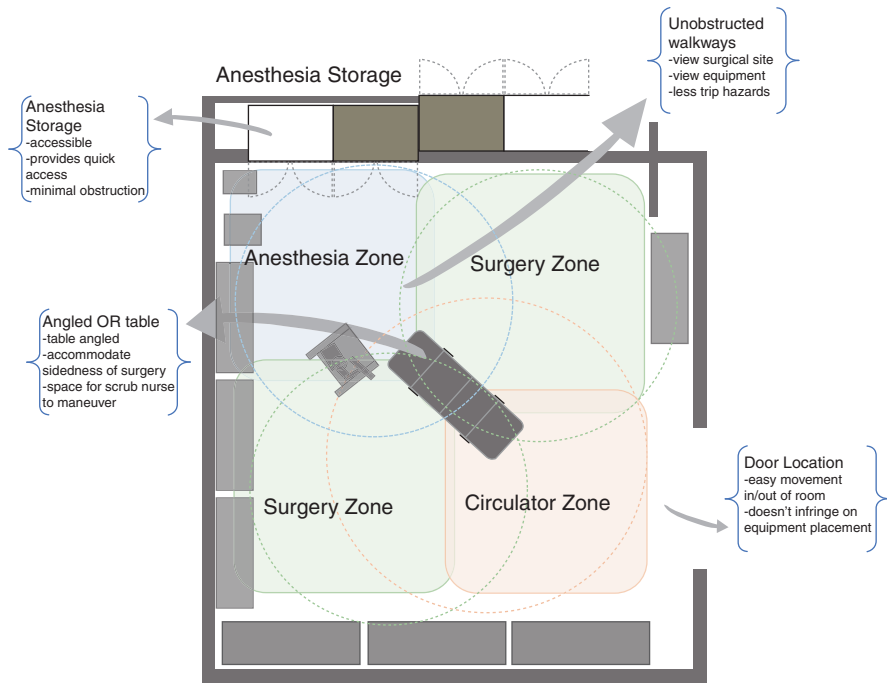 Unobstructed
walkways
-view surgical site
-view equipment
-less trip hazards
Anesthesia Storage
Anesthesia
Storage
-accessible
-provides quick
access
-minimal obstruction
Anesthesia Zone
Surgery Zone
Angled OR table
-table angled
-accommodate
sidedness of surgery
-space for scrub nurse
to maneuver
Surgery Zone
Circulator Zone
Door Location
-easy movement
in/out of room
-doesn't infringe on
equipment placement